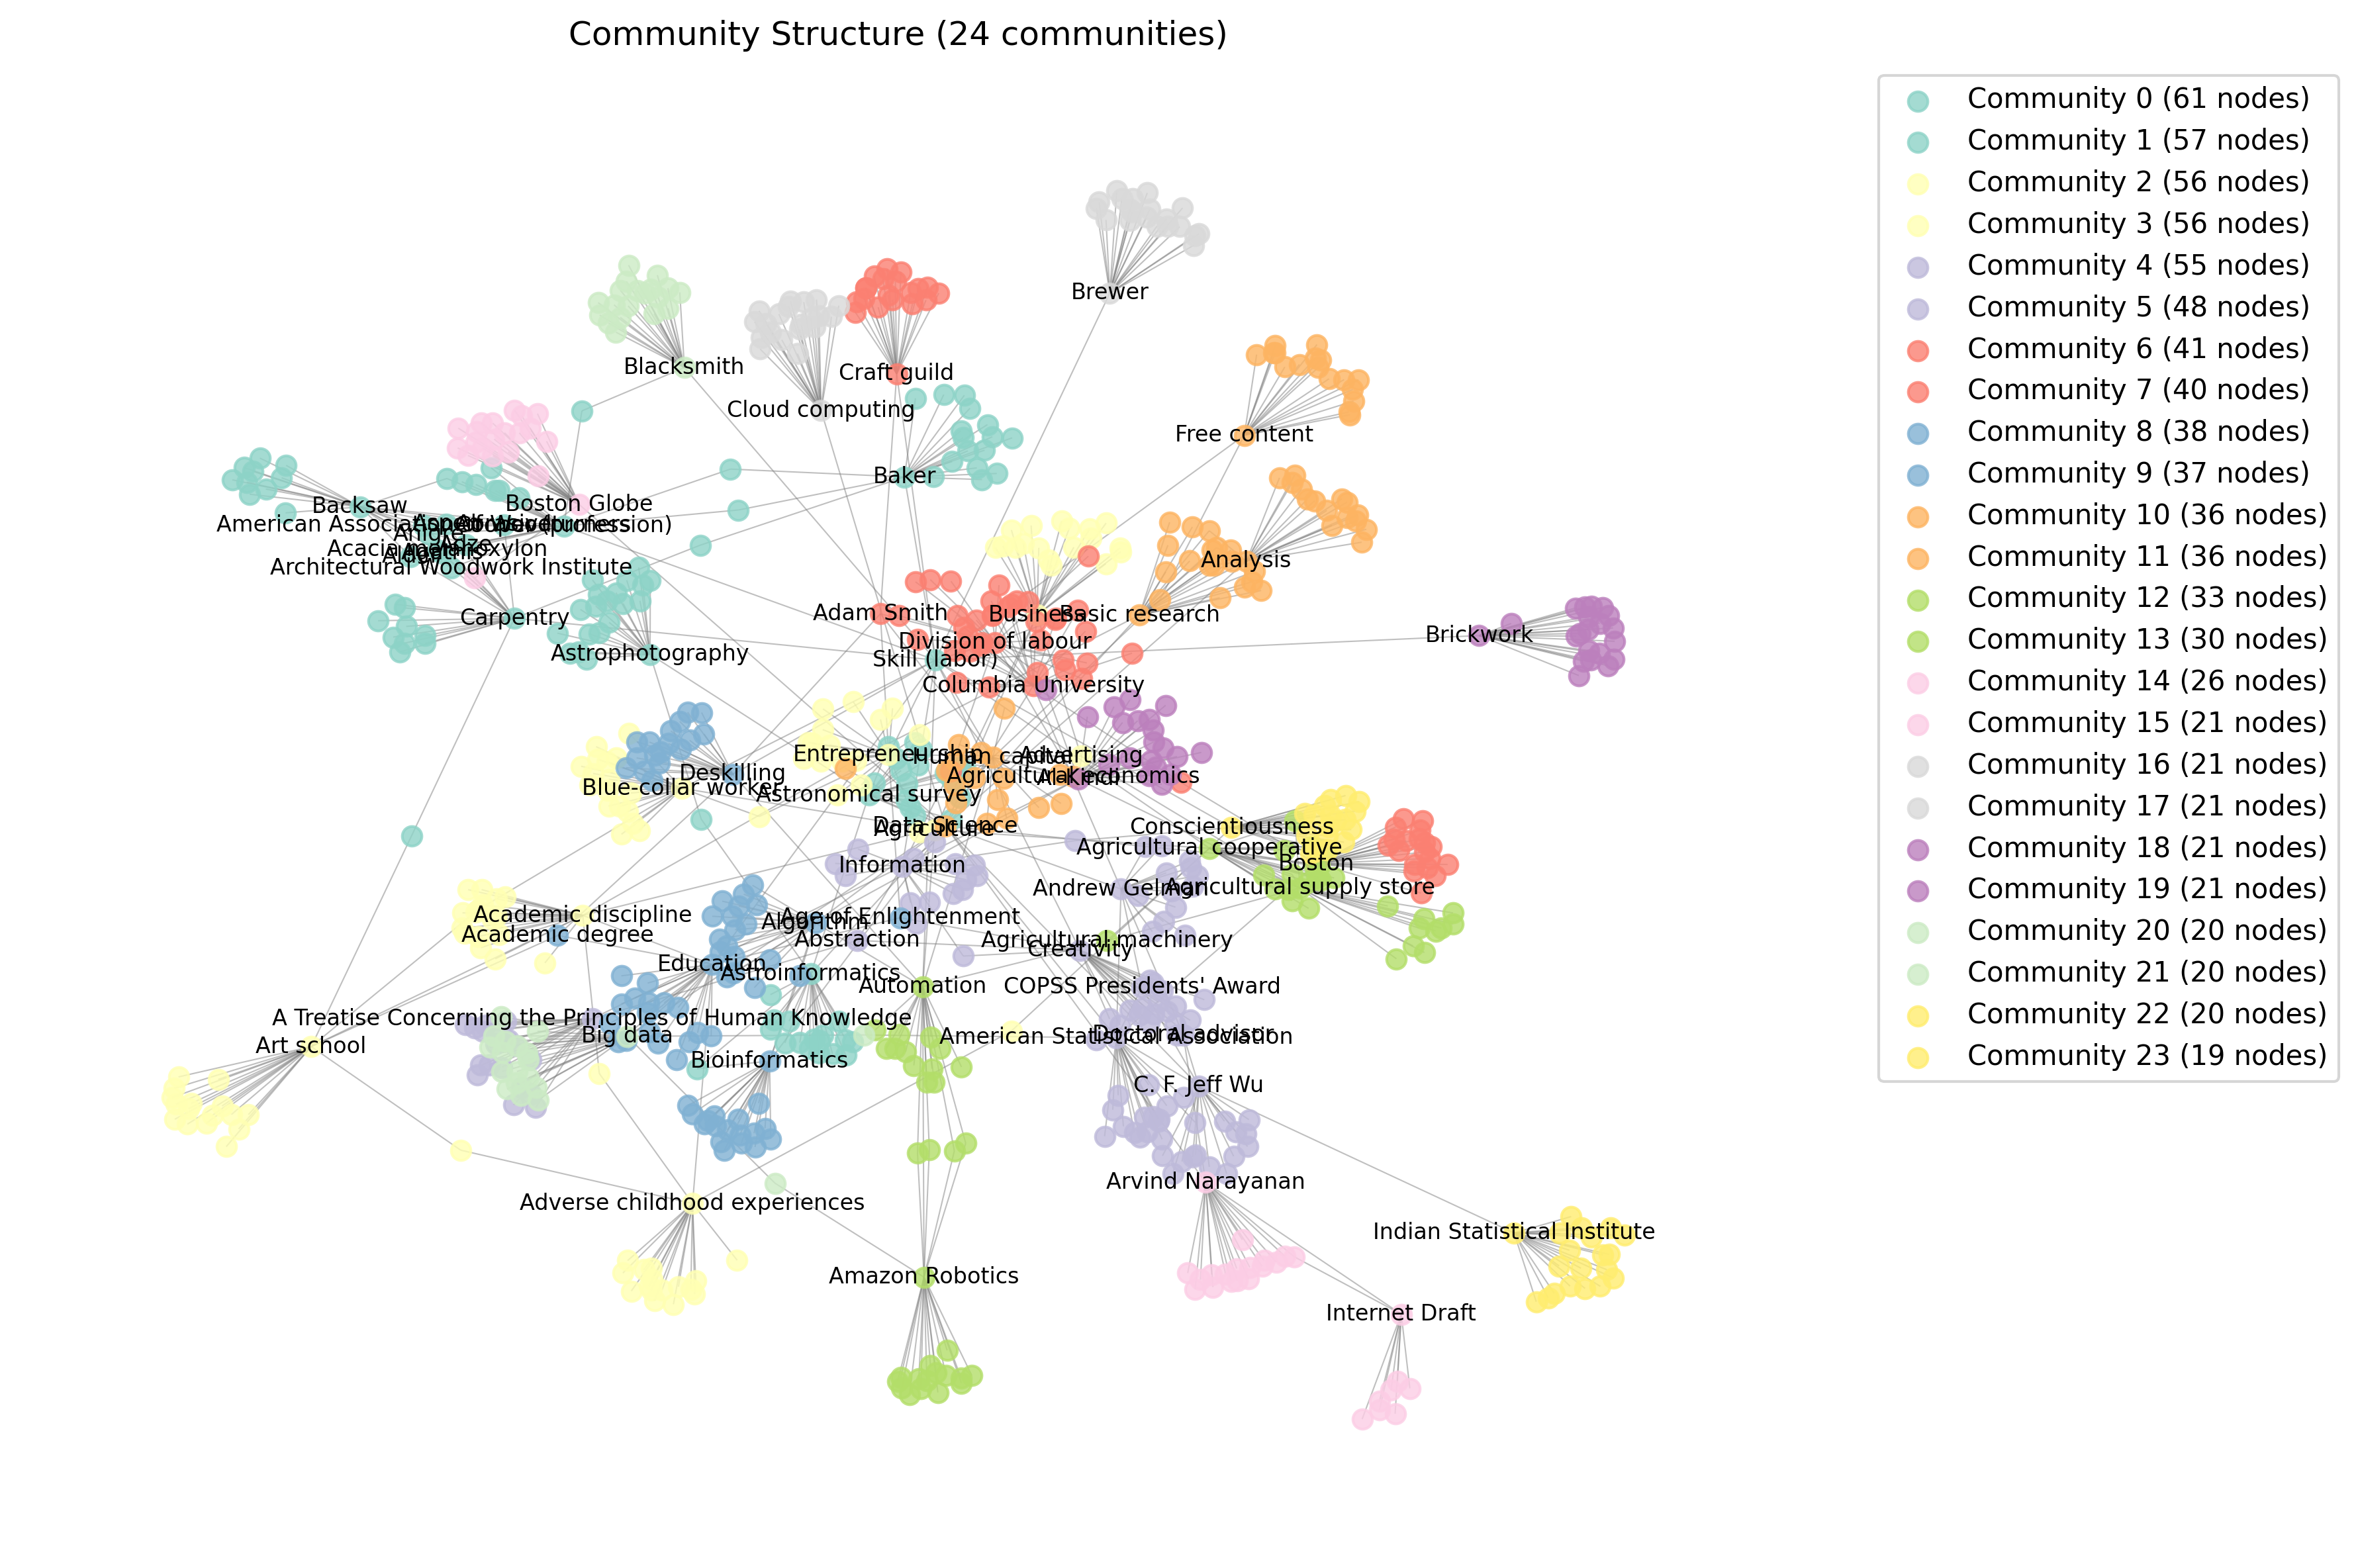 Community Structure (24 communities)
Community 0 (61 nodes)
Community 1 (57 nodes)
Community 2 (56 nodes)
Community 3 (56 nodes)
Community 4 (55 nodes)
Community 5 (48 nodes)
Community 6 (41 nodes)
Community 7 (40 nodes)
Community 8 (38 nodes)
Community 9 (37 nodes)
Community 10 (36 nodes)
Community 11 (36 nodes)
Community 12 (33 nodes)
Community 13 (30 nodes)
Community 14 (26 nodes)
Community 15 (21 nodes)
Community 16 (21 nodes)
Community 17 (21 nodes)
Community 18 (21 nodes)
Community 19 (21 nodes)
Community 20 (20 nodes)
Community 21 (20 nodes)
Community 22 (20 nodes)
Community 23 (19 nodes)
Brewer
Blacksmith
Craft guild
Cloud computing
Free content
Baker
Boston Globe
Backsaw
American Association of Woodturners
Analysis
Acacia melanoxylon
Architectural Woodwork Institute
Carpentry
Adam Smith
Business
Basic research
Brickwork
Division of labour
Skill (labor)
Astrophotography
Columbia University
Entrepreneurship
Human capital
Advertising
Deskilling
Agricultural economics
Al-Kindi
Blue-collar worker
Astronomical survey
Data Science
Agriculture
Conscientiousness
Agricultural cooperative
Boston
Information
Andrew Gelman
Agricultural supply store
Academic discipline
Age of Enlightenment
Algorithm
Academic degree
Abstraction
Agricultural machinery
Creativity
Education
Astroinformatics
Automation
COPSS Presidents' Award
A Treatise Concerning the Principles of Human Knowledge
Big data
American Statistical Association
Doctoral advisor
Art school
Bioinformatics
C. F. Jeff Wu
Arvind Narayanan
Adverse childhood experiences
Indian Statistical Institute
Amazon Robotics
Internet Draft